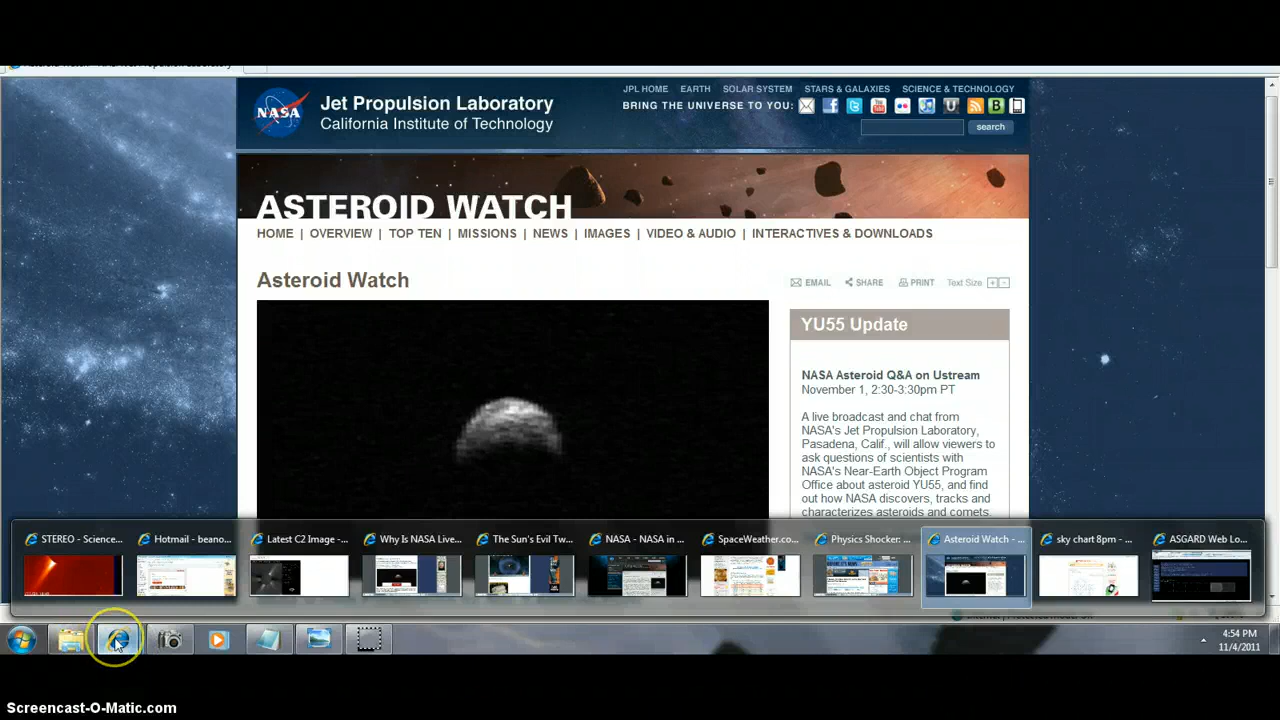 JPL HOME EARTH SOLAR SYSTEM STARS & GALAXIES SCIENCE & TECHNOLOGY
BRING THE UNIVERSE TO YOU:
NASA
Jet Propulsion Laboratory
California Institute of Technology
search
ASTEROID WATCH
HOME | OVERVIEW | TOP TEN | MISSIONS | NEWS | IMAGES | VIDEO & AUDIO | INTERACTIVES & DOWNLOADS
Asteroid Watch
EMAIL SHARE PRINT Text Size + -
YU55 Update
NASA Asteroid Q&A on Ustream
November 1, 2:30-3:30pm PT
A live broadcast and chat from
NASA's Jet Propulsion Laboratory,
Pasadena, Calif., will allow viewers to
ask questions of scientists with
NASA's Near-Earth Object Program
Office about asteroid YU55, and find
out how NASA discovers, tracks and
characterizes asteroids and comets.
STEREO - Science... Hotmail - beano... Latest C2 Image - ... Why Is NASA Live... The Sun's Evil Tw... NASA - NASA in ... SpaceWeather.co... Physics Shocker: ... Asteroid Watch - ... sky chart 8pm - ... ASGARD Web Lo...
4:54 PM
11/4/2011
Screencast-O-Matic.com